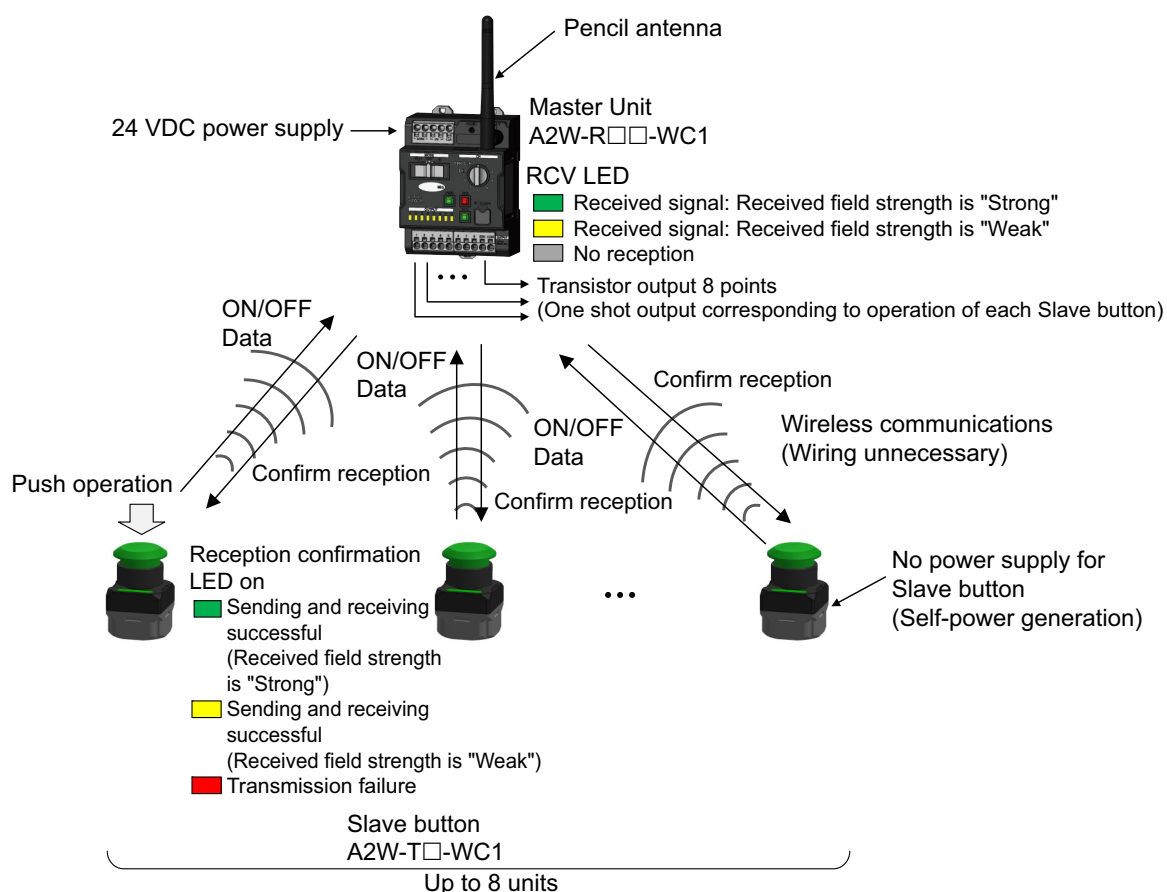 Pencil antenna
24 VDC power supply
Master Unit
A2W-R□□-WC1
RCV LED
Received signal: Received field strength is "Strong"
Received signal: Received field strength is "Weak"
No reception
Transistor output 8 points
(One shot output corresponding to operation of each Slave button)
ON/OFF
Data
ON/OFF
Data
Confirm reception
ON/OFF
Data
Wireless communications
(Wiring unnecessary)
Confirm reception
Push operation
Confirm reception
Reception confirmation
LED on
Sending and receiving
successful
(Received field strength
is "Strong")
Sending and receiving
successful
(Received field strength is "Weak")
Transmission failure
...
No power supply for
Slave button
(Self-power generation)
Slave button
A2W-T□-WC1
Up to 8 units